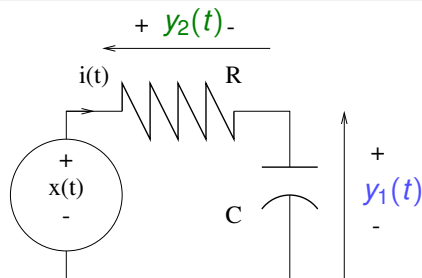 + y₂(t) -
i(t) R
+
x(t)
-
C
+
y₁(t)
-